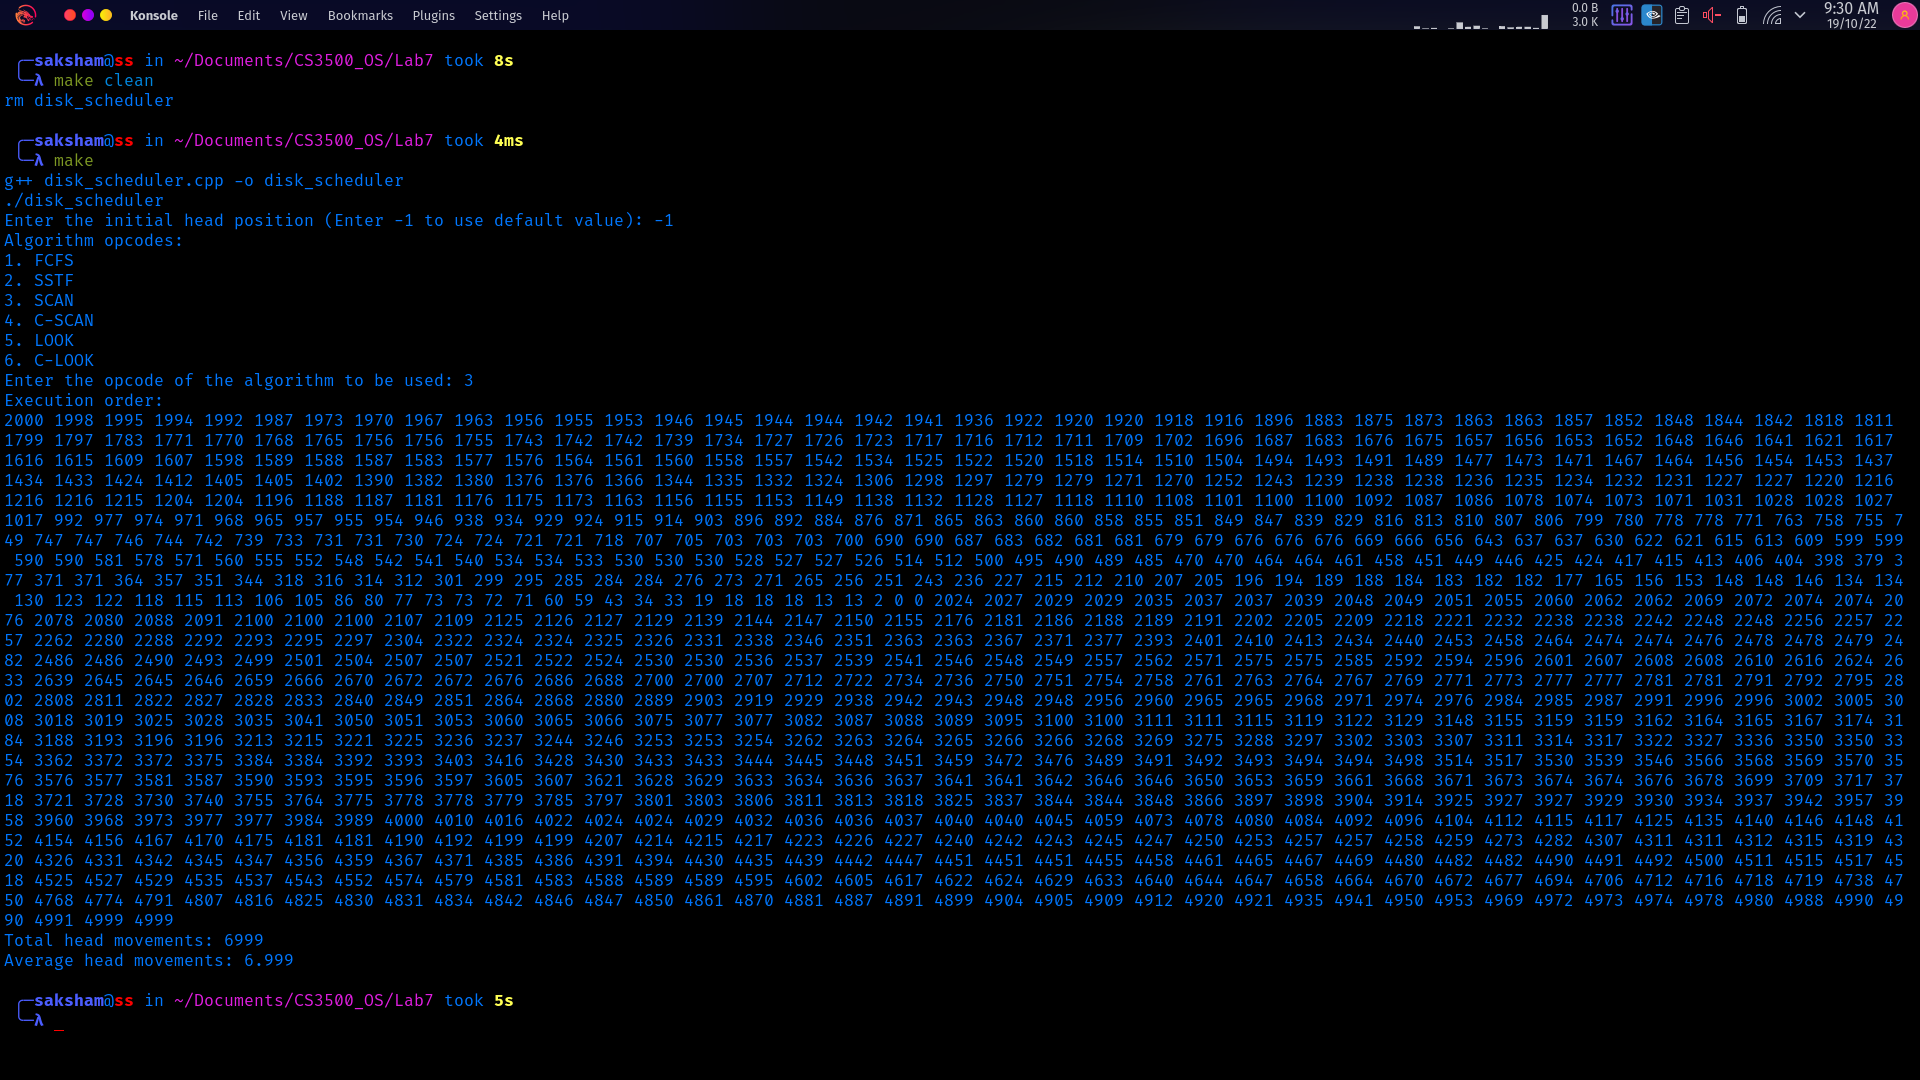 Konsole File Edit View Bookmarks Plugins Settings Help
0.0 B
3.0 K
9:30 AM
19/10/22
saksham@ss in ~/Documents/CS3500_OS/Lab7 took 8s
λ make clean
rm disk_scheduler
saksham@ss in ~/Documents/CS3500_OS/Lab7 took 4ms
λ make
g++ disk_scheduler.cpp -o disk_scheduler
./disk_scheduler
Enter the initial head position (Enter -1 to use default value): -1
Algorithm opcodes:
1. FCFS
2. SSTF
3. SCAN
4. C-SCAN
5. LOOK
6. C-LOOK
Enter the opcode of the algorithm to be used: 3
Execution order:
2000 1998 1995 1994 1992 1987 1973 1970 1967 1963 1956 1955 1953 1946 1945 1944 1944 1942 1941 1936 1922 1920 1920 1918 1916 1896 1883 1875 1873 1863 1863 1857 1852 1848 1844 1842 1818 1811
1799 1797 1783 1771 1770 1768 1765 1756 1756 1755 1743 1742 1742 1739 1734 1727 1726 1723 1717 1716 1712 1711 1709 1702 1696 1687 1683 1676 1675 1657 1656 1653 1652 1648 1646 1641 1621 1617
1616 1615 1609 1607 1598 1589 1588 1587 1583 1577 1576 1564 1561 1560 1558 1557 1542 1534 1525 1522 1520 1518 1514 1510 1504 1494 1493 1491 1489 1477 1473 1471 1467 1464 1456 1454 1453 1437
1434 1433 1424 1412 1405 1405 1402 1390 1382 1380 1376 1376 1366 1344 1335 1332 1324 1306 1298 1297 1279 1279 1271 1270 1252 1243 1239 1238 1238 1236 1235 1234 1232 1231 1227 1227 1220 1216
1216 1216 1215 1204 1204 1196 1188 1187 1181 1176 1175 1173 1163 1156 1155 1153 1149 1138 1132 1128 1127 1118 1110 1108 1101 1100 1100 1092 1087 1086 1078 1074 1073 1071 1031 1028 1028 1027
1017 992 977 974 971 968 965 957 955 954 946 938 934 929 924 915 914 903 896 892 884 876 871 865 863 860 860 858 855 851 849 847 839 829 816 813 810 807 806 799 780 778 778 771 763 758 755 7
49 747 747 746 744 742 739 733 731 731 730 724 724 721 721 718 707 705 703 703 703 700 690 690 687 683 682 681 681 679 679 676 676 676 669 666 656 643 637 637 630 622 621 615 613 609 599 599
590 590 581 578 571 560 555 552 548 542 541 540 534 534 533 530 530 530 528 527 527 526 514 512 500 495 490 489 485 470 470 464 464 461 458 451 449 446 425 424 417 415 413 406 404 398 379 3
77 371 371 364 357 351 344 318 316 314 312 301 299 295 285 284 284 276 273 271 265 256 251 243 236 227 215 212 210 207 205 196 194 189 188 184 183 182 182 177 165 156 153 148 148 146 134 134
130 123 122 118 115 113 106 105 86 80 77 73 73 72 71 60 59 43 34 33 19 18 18 18 13 13 2 0 0 2024 2027 2029 2029 2035 2037 2037 2039 2048 2049 2051 2055 2060 2062 2062 2069 2072 2074 2074 20
76 2078 2080 2088 2091 2100 2100 2100 2107 2109 2125 2126 2127 2129 2139 2144 2147 2150 2155 2176 2181 2186 2188 2189 2191 2202 2205 2209 2218 2221 2232 2238 2238 2242 2248 2248 2256 2257 22
57 2262 2280 2288 2292 2293 2295 2297 2304 2322 2324 2324 2325 2326 2331 2338 2346 2351 2363 2363 2367 2371 2377 2393 2401 2410 2413 2434 2440 2453 2458 2464 2474 2474 2476 2478 2478 2479 24
82 2486 2486 2490 2493 2499 2501 2504 2507 2507 2521 2522 2524 2530 2530 2536 2537 2539 2541 2546 2548 2549 2557 2562 2571 2575 2575 2585 2592 2594 2596 2601 2607 2608 2608 2610 2616 2624 26
33 2639 2645 2645 2646 2659 2666 2670 2672 2672 2676 2686 2688 2700 2700 2707 2712 2722 2734 2736 2750 2751 2754 2758 2761 2763 2764 2767 2769 2771 2773 2777 2777 2781 2781 2791 2792 2795 28
02 2808 2811 2822 2827 2828 2833 2840 2849 2851 2864 2868 2880 2889 2903 2919 2929 2938 2942 2943 2948 2948 2956 2960 2965 2965 2968 2971 2974 2976 2984 2985 2987 2991 2996 2996 3002 3005 30
08 3018 3019 3025 3028 3035 3041 3050 3051 3053 3060 3065 3066 3075 3077 3077 3082 3087 3088 3089 3095 3100 3100 3111 3111 3115 3119 3122 3129 3148 3155 3159 3159 3162 3164 3165 3167 3174 31
84 3188 3193 3196 3196 3213 3215 3221 3225 3236 3237 3244 3246 3253 3253 3254 3262 3263 3264 3265 3266 3266 3268 3269 3275 3288 3297 3302 3303 3307 3311 3314 3317 3322 3327 3336 3350 3350 33
54 3362 3372 3372 3375 3384 3384 3392 3393 3403 3416 3428 3430 3433 3433 3444 3445 3448 3451 3459 3472 3476 3489 3491 3492 3493 3494 3494 3498 3514 3517 3530 3539 3546 3566 3568 3569 3570 35
76 3576 3577 3581 3587 3590 3593 3595 3596 3597 3605 3607 3621 3628 3629 3633 3634 3636 3637 3641 3641 3642 3646 3646 3650 3653 3659 3661 3668 3671 3673 3674 3674 3676 3678 3699 3709 3717 37
18 3721 3728 3730 3740 3755 3764 3775 3778 3778 3779 3785 3797 3801 3803 3806 3811 3813 3818 3825 3837 3844 3844 3848 3866 3897 3898 3904 3914 3925 3927 3927 3929 3930 3934 3937 3942 3957 39
58 3960 3968 3973 3977 3977 3984 3989 4000 4010 4016 4022 4024 4024 4029 4032 4036 4036 4037 4040 4040 4045 4059 4073 4078 4080 4084 4092 4096 4104 4112 4115 4117 4125 4135 4140 4146 4148 41
52 4154 4156 4167 4170 4175 4181 4181 4190 4192 4199 4199 4207 4214 4215 4217 4223 4226 4227 4240 4242 4243 4245 4247 4250 4253 4257 4257 4258 4259 4273 4282 4307 4311 4311 4312 4315 4319 43
20 4326 4331 4342 4345 4347 4356 4359 4367 4371 4385 4386 4391 4394 4430 4435 4439 4442 4447 4451 4451 4451 4455 4458 4461 4465 4467 4469 4480 4482 4482 4490 4491 4492 4500 4511 4515 4517 45
18 4525 4527 4529 4535 4537 4543 4552 4574 4579 4581 4583 4588 4589 4589 4595 4602 4605 4617 4622 4624 4629 4633 4640 4644 4647 4658 4664 4670 4672 4677 4694 4706 4712 4716 4718 4719 4738 47
50 4768 4774 4791 4807 4816 4825 4830 4831 4834 4842 4846 4847 4850 4861 4870 4881 4887 4891 4899 4904 4905 4909 4912 4920 4921 4935 4941 4950 4953 4969 4972 4973 4974 4978 4980 4988 4990 49
90 4991 4999 4999
Total head movements: 6999
Average head movements: 6.999
saksham@ss in ~/Documents/CS3500_OS/Lab7 took 5s
λ _